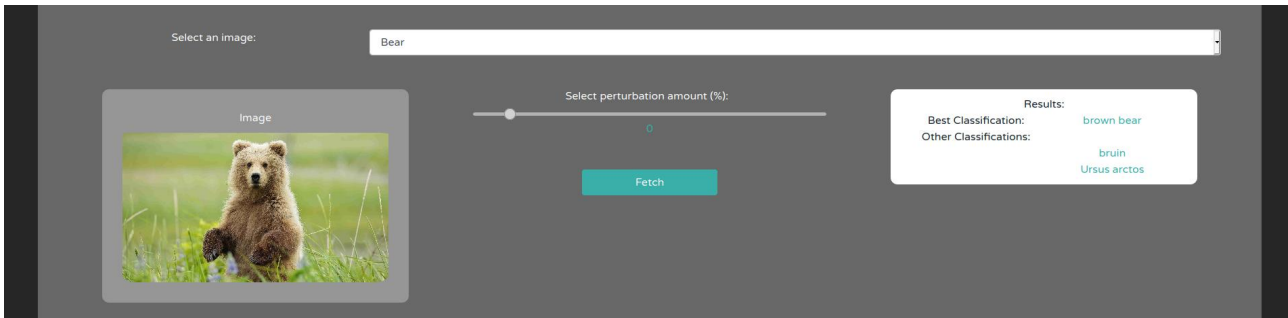 Select an image:
Bear
Image
Select perturbation amount (%):
0
Fetch
Results:
Best Classification: brown bear
Other Classifications:
bruin
Ursus arctos